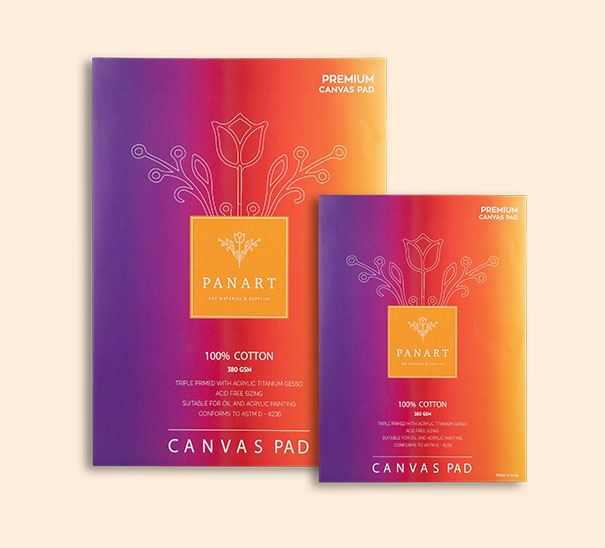 PREMIUM
CANVAS PAD
PANART
ART MATERIAL & SUPPLIES
100% COTTON
380 GSM
TRIPLE PRIMED WITH ACRYLIC TITANIUM GESSO
ACID FREE SIZING
SUITABLE FOR OIL AND ACRYLIC PAINTING
CONFORMS TO ASTM D - 4236
CANVAS PAD
PREMIUM
CANVAS PAD
PANART
ART MATERIAL & SUPPLIES
100% COTTON
380 GSM
TRIPLE PRIMED WITH ACRYLIC TITANIUM GESSO
ACID FREE SIZING
SUITABLE FOR OIL AND ACRYLIC PAINTING
CONFORMS TO ASTM D - 4236
CANVAS PAD
Made in India